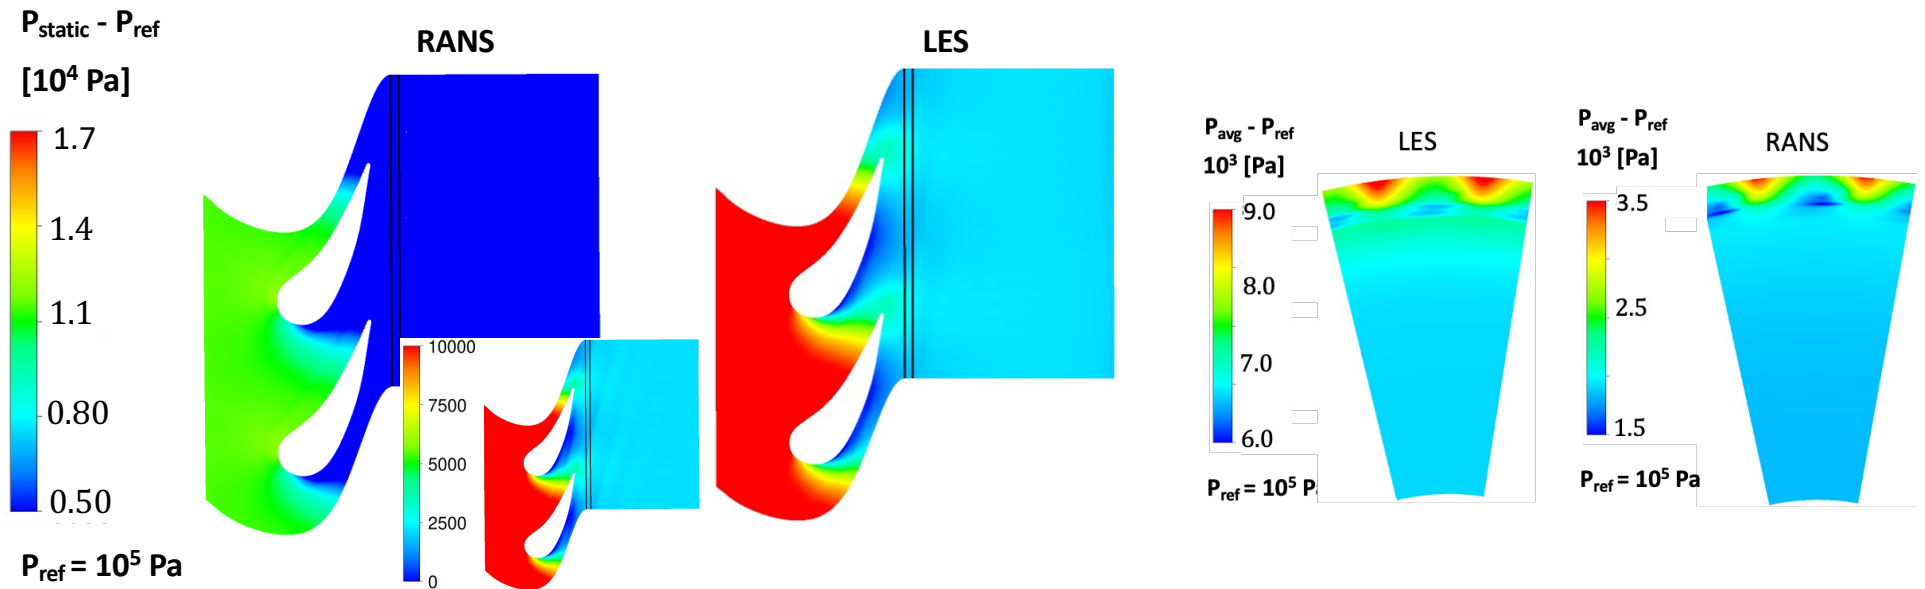 Pstatic - Pref
[10⁴ Pa]
1.7
1.4
1.1
0.80
0.50
Pref = 10⁵ Pa
RANS
10000
7500
5000
2500
0
LES
Pavg - Pref
10³ [Pa]
LES
9.0
8.0
7.0
6.0
Pref = 10⁵ P
Pavg - Pref
10³ [Pa]
RANS
3.5
2.5
1.5
Pref = 10⁵ Pa